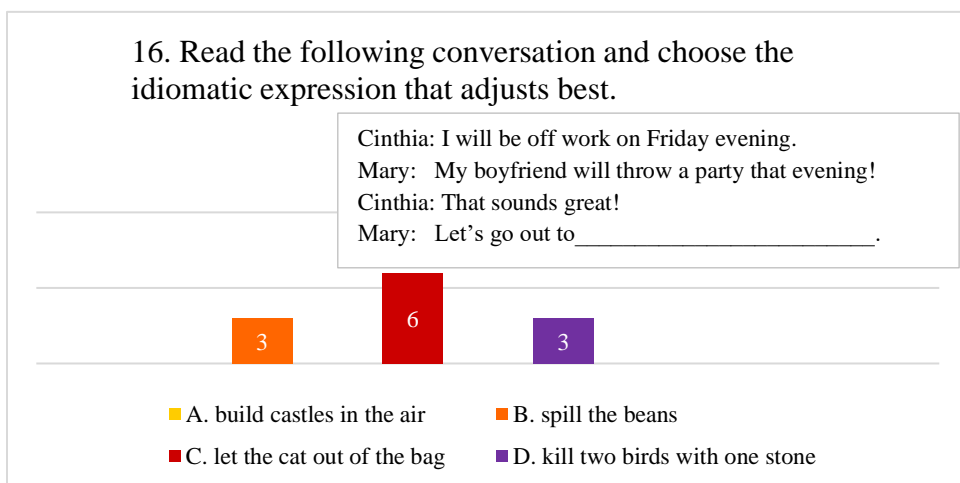 16. Read the following conversation and choose the
idiomatic expression that adjusts best.
Cinthia: I will be off work on Friday evening.
Mary: My boyfriend will throw a party that evening!
Cinthia: That sounds great!
Mary: Let’s go out to_________________________.
3
6
3
A. build castles in the air
B. spill the beans
C. let the cat out of the bag
D. kill two birds with one stone